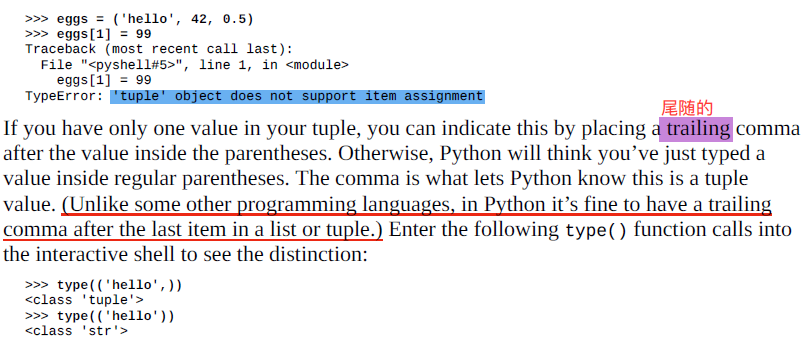 >>> eggs = ('hello', 42, 0.5)
>>> eggs[1] = 99
Traceback (most recent call last):
  File "<pyshell#5>", line 1, in <module>
    eggs[1] = 99
TypeError: 'tuple' object does not support item assignment
尾随的
If you have only one value in your tuple, you can indicate this by placing a trailing comma
after the value inside the parentheses. Otherwise, Python will think you’ve just typed a
value inside regular parentheses. The comma is what lets Python know this is a tuple
value. (Unlike some other programming languages, in Python it’s fine to have a trailing
comma after the last item in a list or tuple.) Enter the following type() function calls into
the interactive shell to see the distinction:
>>> type(('hello',))
<class 'tuple'>
>>> type(('hello'))
<class 'str'>